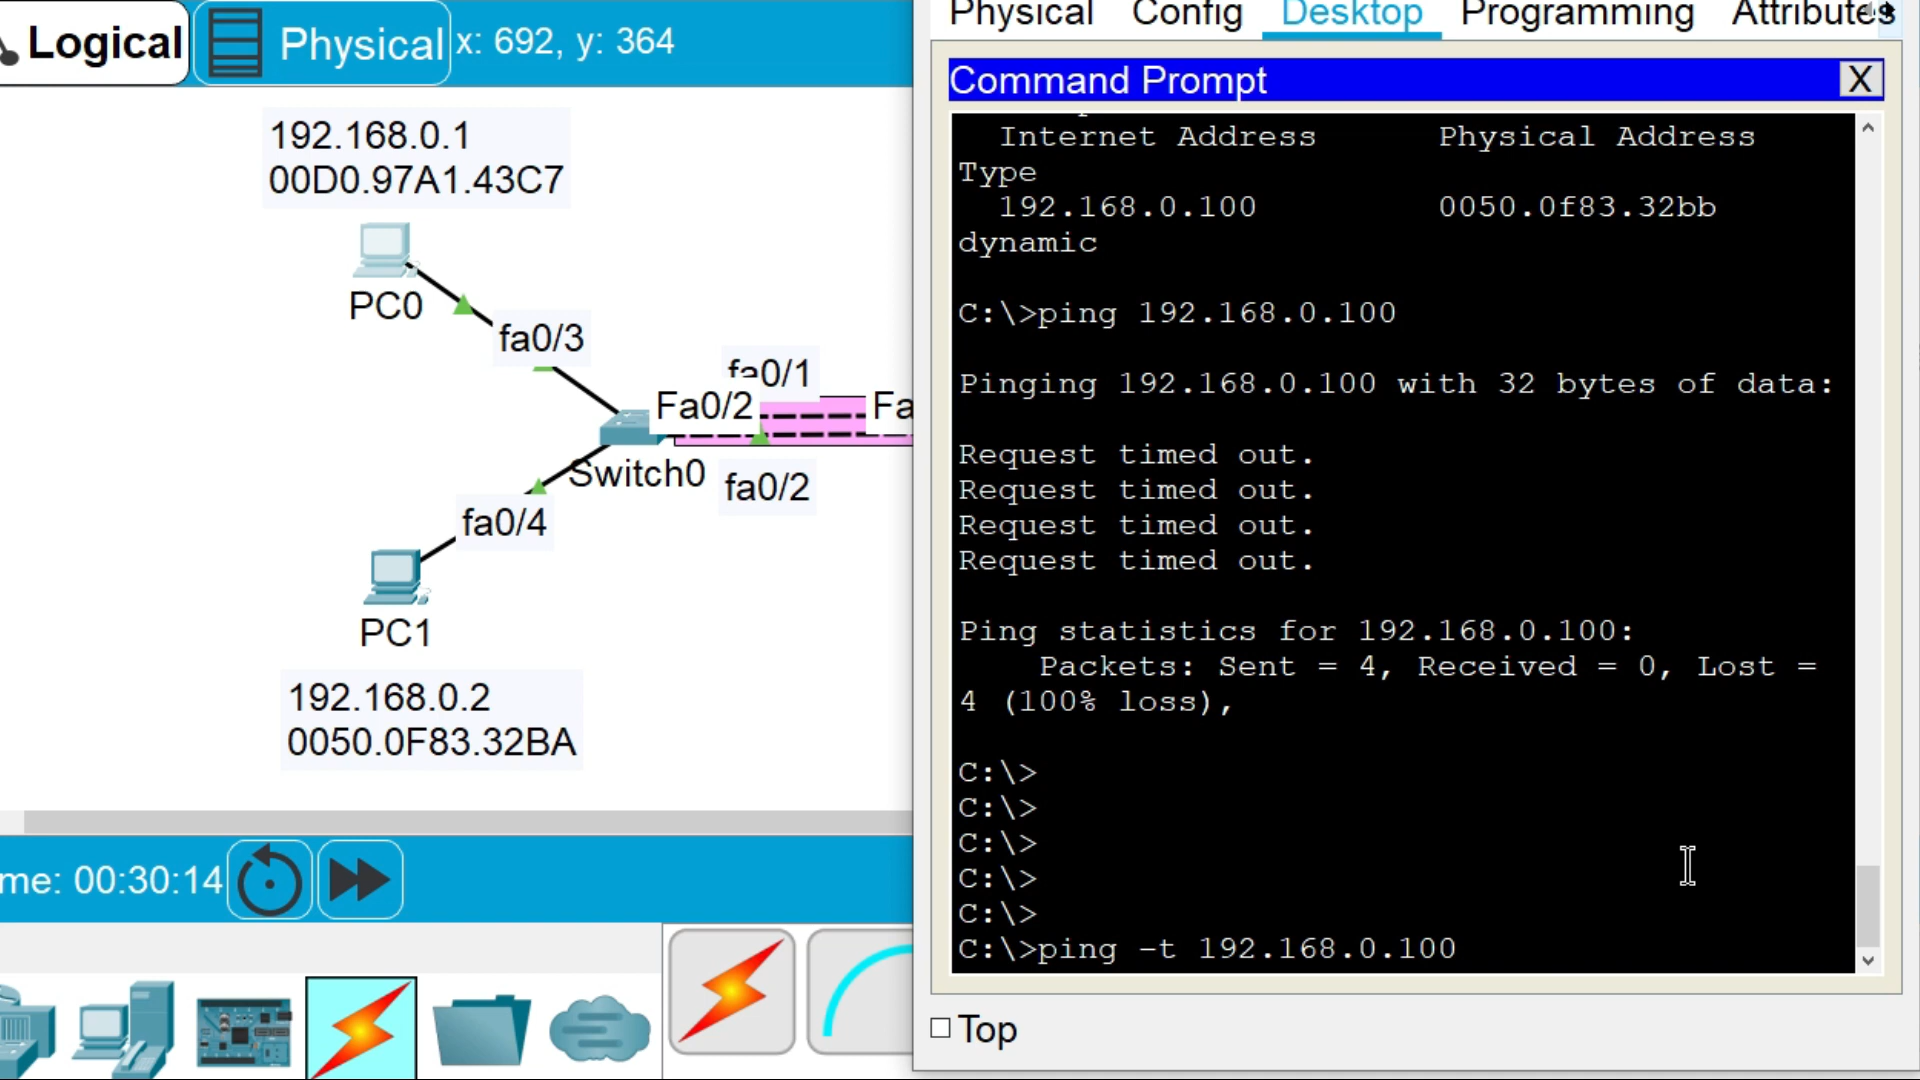 Logical
Physical
x: 692, y: 364
192.168.0.1
00D0.97A1.43C7
PC0
fa0/3
fa0/1
Fa0/2
Fa
Switch0
fa0/2
fa0/4
PC1
192.168.0.2
0050.0F83.32BA
me: 00:30:14
Physical
Config
Desktop
Programming
Attributes
Command Prompt
X
Internet Address Physical Address
Type
192.168.0.100 0050.0f83.32bb
dynamic
C:\>ping 192.168.0.100
Pinging 192.168.0.100 with 32 bytes of data:
Request timed out.
Request timed out.
Request timed out.
Request timed out.
Ping statistics for 192.168.0.100:
Packets: Sent = 4, Received = 0, Lost =
4 (100% loss),
C:\>
C:\>
C:\>
C:\>
C:\>
C:\>ping -t 192.168.0.100
Top